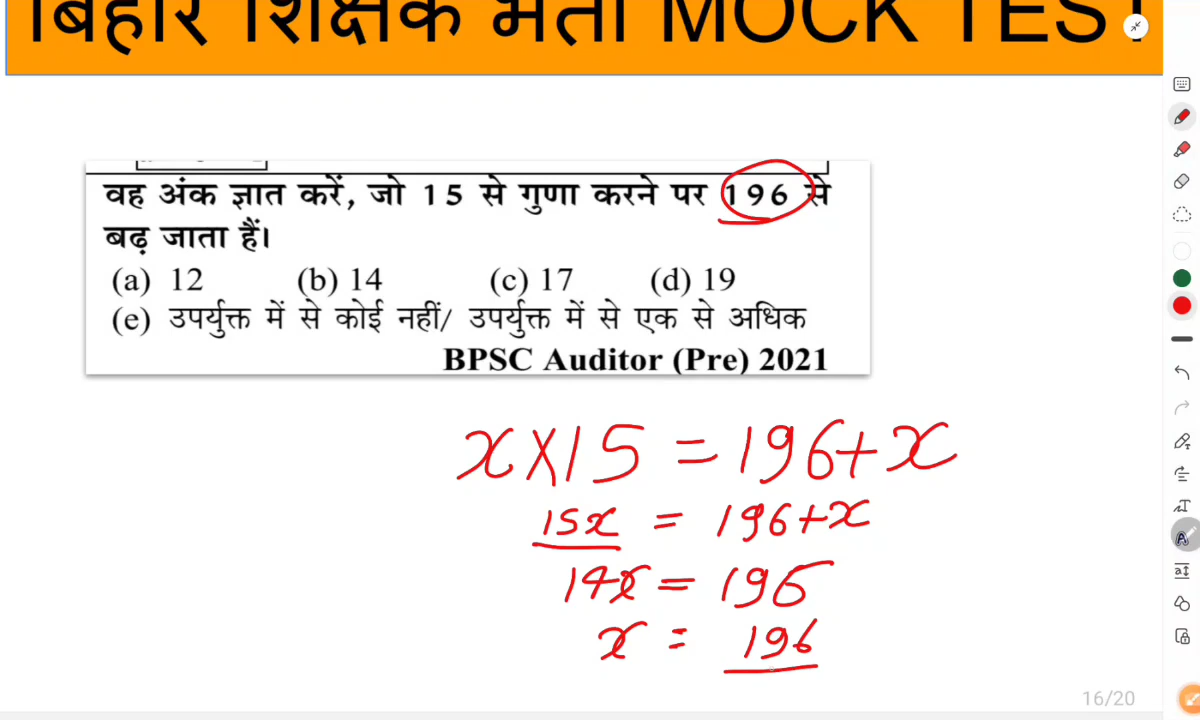 बिहार शिक्षक भर्ती MOCK TEST
वह अंक ज्ञात करें, जो 15 से गुणा करने पर 196 से
बढ़ जाता हैं।
(a) 12 (b) 14 (c) 17 (d) 19
(e) उपर्युक्त में से कोई नहीं/ उपर्युक्त में से एक से अधिक
BPSC Auditor (Pre) 2021
x×15 = 196+x
15x = 196+x
14x = 196
x = 196
16/20